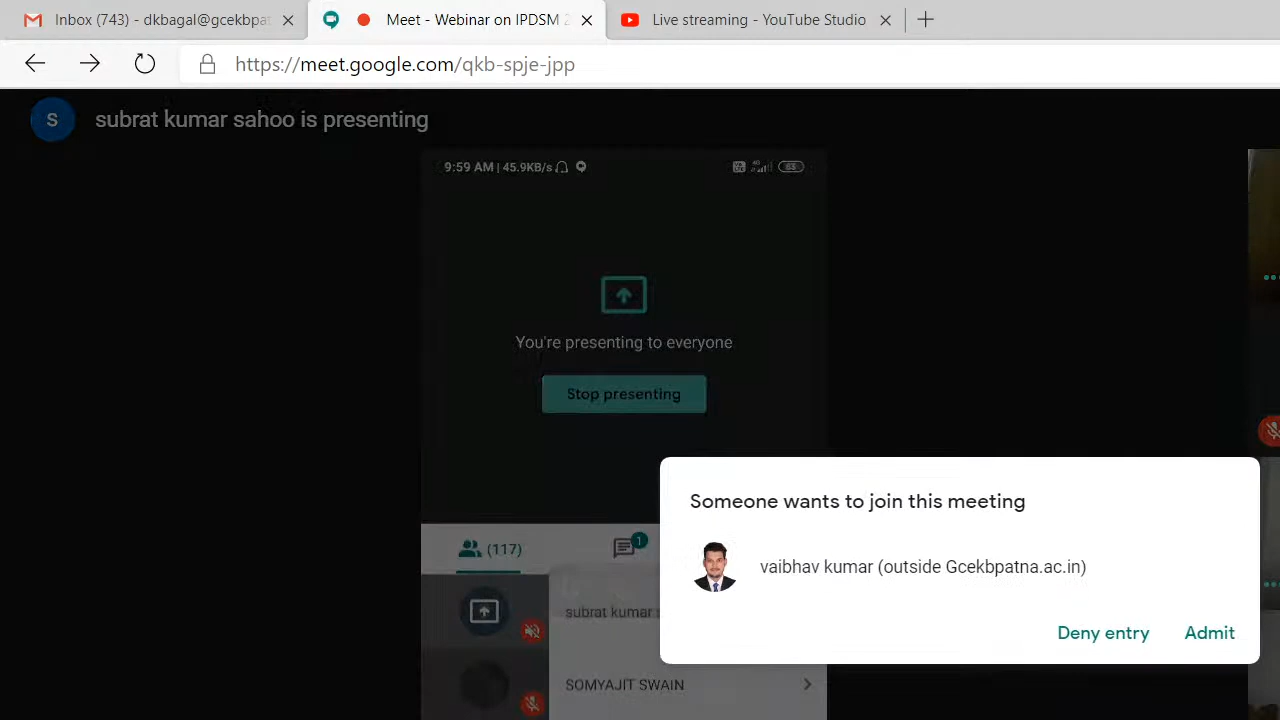 Inbox (743) - dkbagal@gcekbpat
Meet - Webinar on IPDSM 2
Live streaming - YouTube Studio
https://meet.google.com/qkb-spje-jpp
S
subrat kumar sahoo is presenting
9:59 AM | 45.9KB/s
4G
63
You're presenting to everyone
Stop presenting
Someone wants to join this meeting
(117)
1
vaibhav kumar (outside Gcekbpatna.ac.in)
subrat kumar s
Deny entry
Admit
SOMYAJIT SWAIN